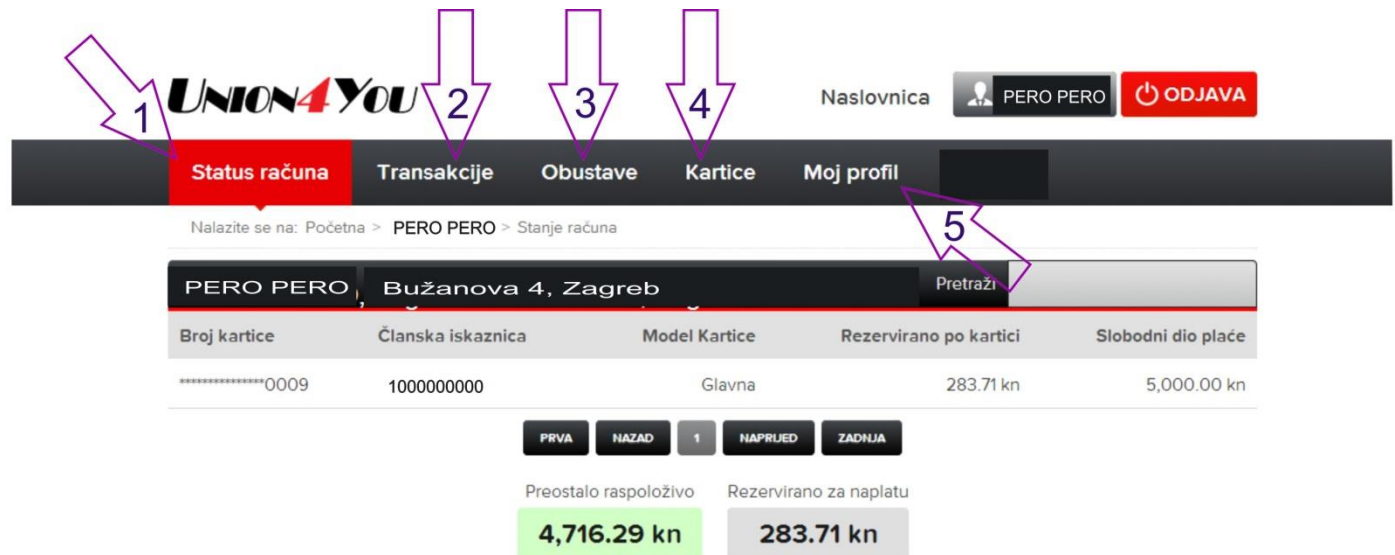 UNION4YOU
Naslovnica PERO PERO ODJAVA
1 2 3 4
Status računa Transakcije Obustave Kartice Moj profil
5
Nalazite se na: Početna > PERO PERO > Stanje računa
PERO PERO, Bužanova 4, Zagreb Pretraži
Broj kartice Članska iskaznica Model Kartice Rezervirano po kartici Slobodni dio plaće
***************0009 1000000000 Glavna 283.71 kn 5,000.00 kn
PRVA NAZAD 1 NAPRIJED ZADNJA
Preostalo raspoloživo Rezervirano za naplatu
4,716.29 kn 283.71 kn